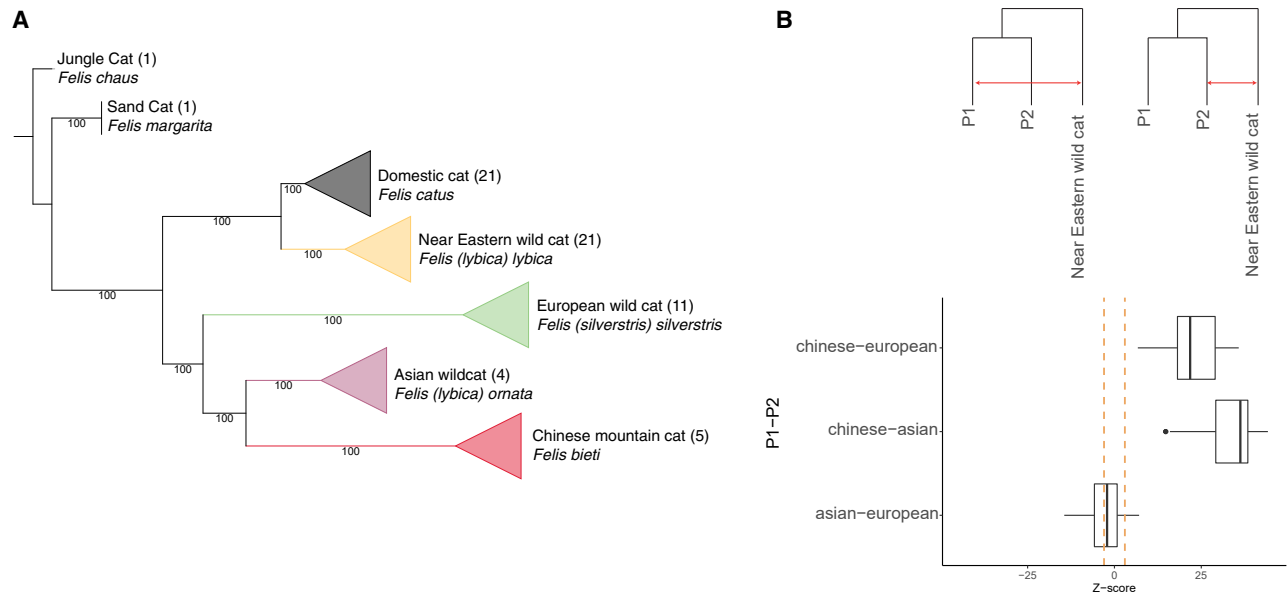 A
Jungle Cat (1)
Felis chaus
Sand Cat (1)
Felis margarita
100
Domestic cat (21)
Felis catus
100
100
Near Eastern wild cat (21)
Felis (lybica) lybica
100
100
European wild cat (11)
Felis (silverstris) silverstris
100
100
Asian wildcat (4)
Felis (lybica) ornata
100
100
Chinese mountain cat (5)
Felis bieti
100
B
P1
P2
Near Eastern wild cat
P1
P2
Near Eastern wild cat
P1−P2
chinese−european
chinese−asian
asian−european
−25
0
25
Z−score